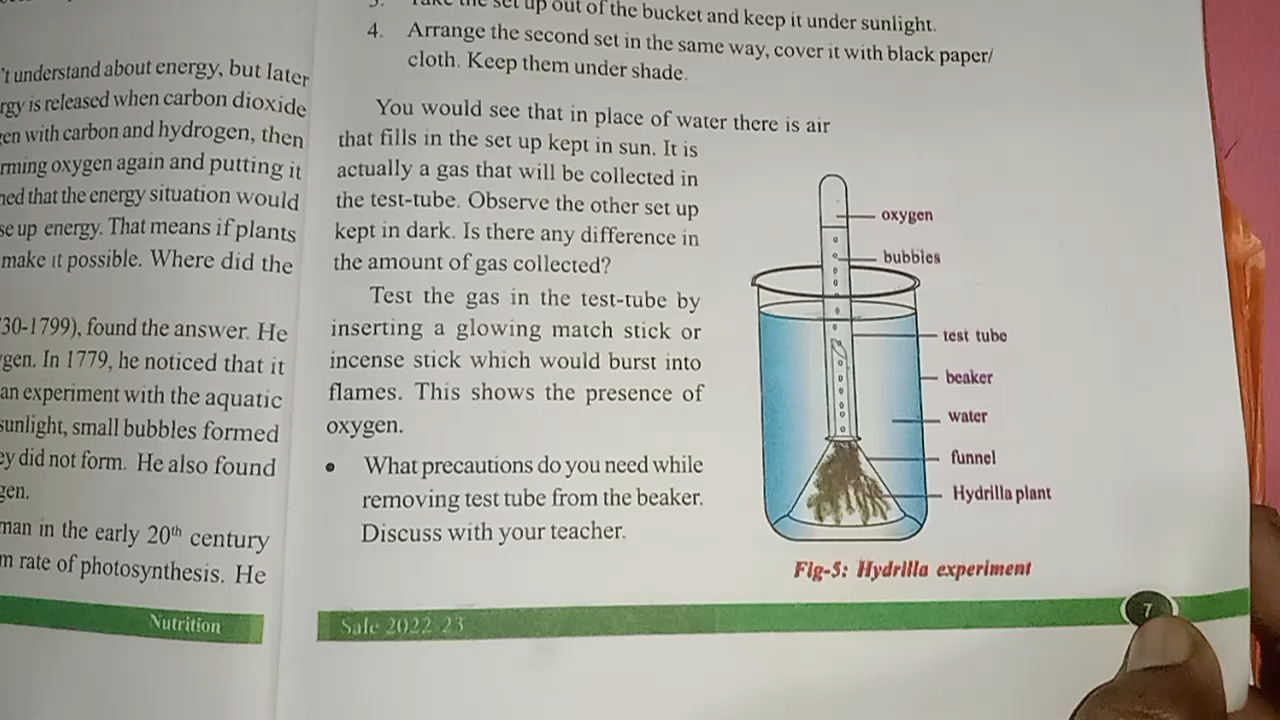 't understand about energy, but later
rgy is released when carbon dioxide
gen with carbon and hydrogen, then
rming oxygen again and putting it
ned that the energy situation would
se up energy. That means if plants
make it possible. Where did the
30-1799), found the answer. He
gen. In 1779, he noticed that it
an experiment with the aquatic
sunlight, small bubbles formed
ey did not form. He also found
gen.
man in the early 20th century
m rate of photosynthesis. He
Nutrition
3. Take the set up out of the bucket and keep it under sunlight.
4. Arrange the second set in the same way, cover it with black paper/
cloth. Keep them under shade.
You would see that in place of water there is air
that fills in the set up kept in sun. It is
actually a gas that will be collected in
the test-tube. Observe the other set up
kept in dark. Is there any difference in
the amount of gas collected?
Test the gas in the test-tube by
inserting a glowing match stick or
incense stick which would burst into
flames. This shows the presence of
oxygen.
• What precautions do you need while
removing test tube from the beaker.
Discuss with your teacher.
oxygen
bubbles
test tube
beaker
water
funnel
Hydrilla plant
Fig-5: Hydrilla experiment
Sale 2022-23
7